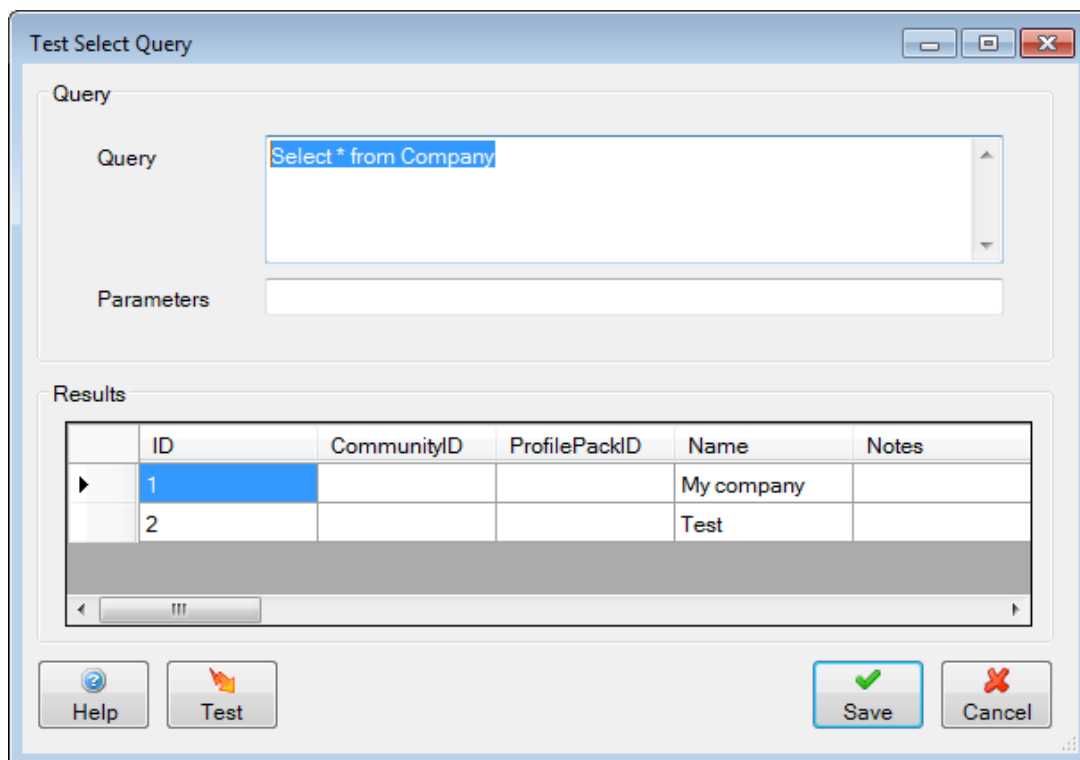 Test Select Query
Query
Query
Select * from Company
Parameters
Results
ID CommunityID ProfilePackID Name Notes
1 My company
2 Test
Help Test Save Cancel